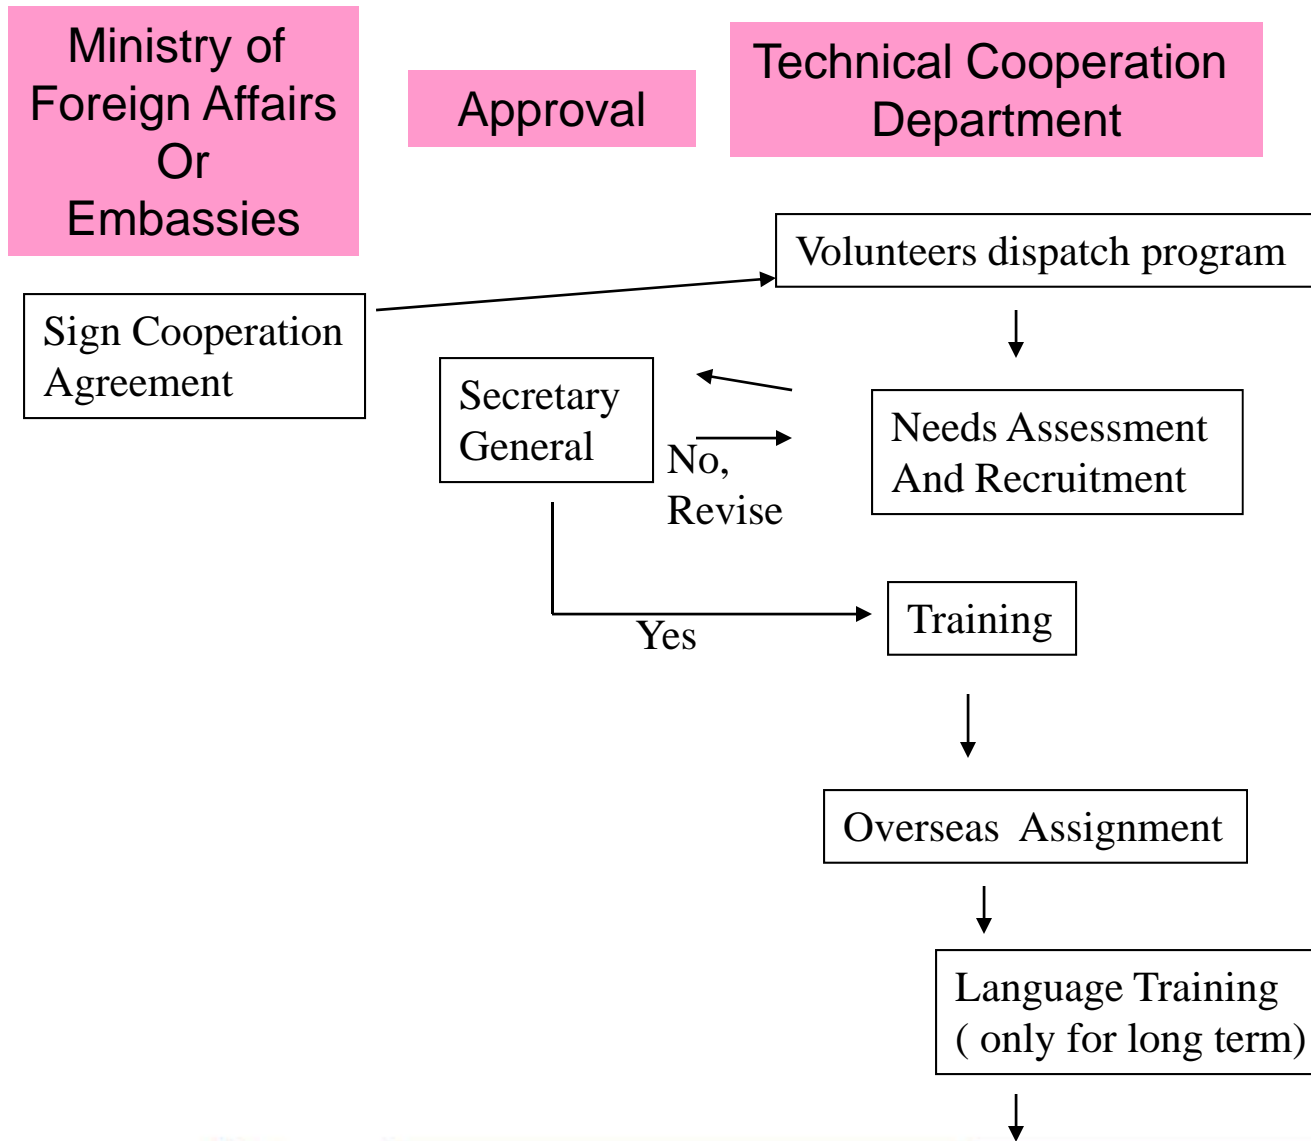 Ministry of
Foreign Affairs
Or
Embassies
Approval
Technical Cooperation
Department
Volunteers dispatch program
Sign Cooperation
Agreement
Secretary
General
No,
Revise
Needs Assessment
And Recruitment
Yes
Training
Overseas  Assignment
Language Training
( only for long term)